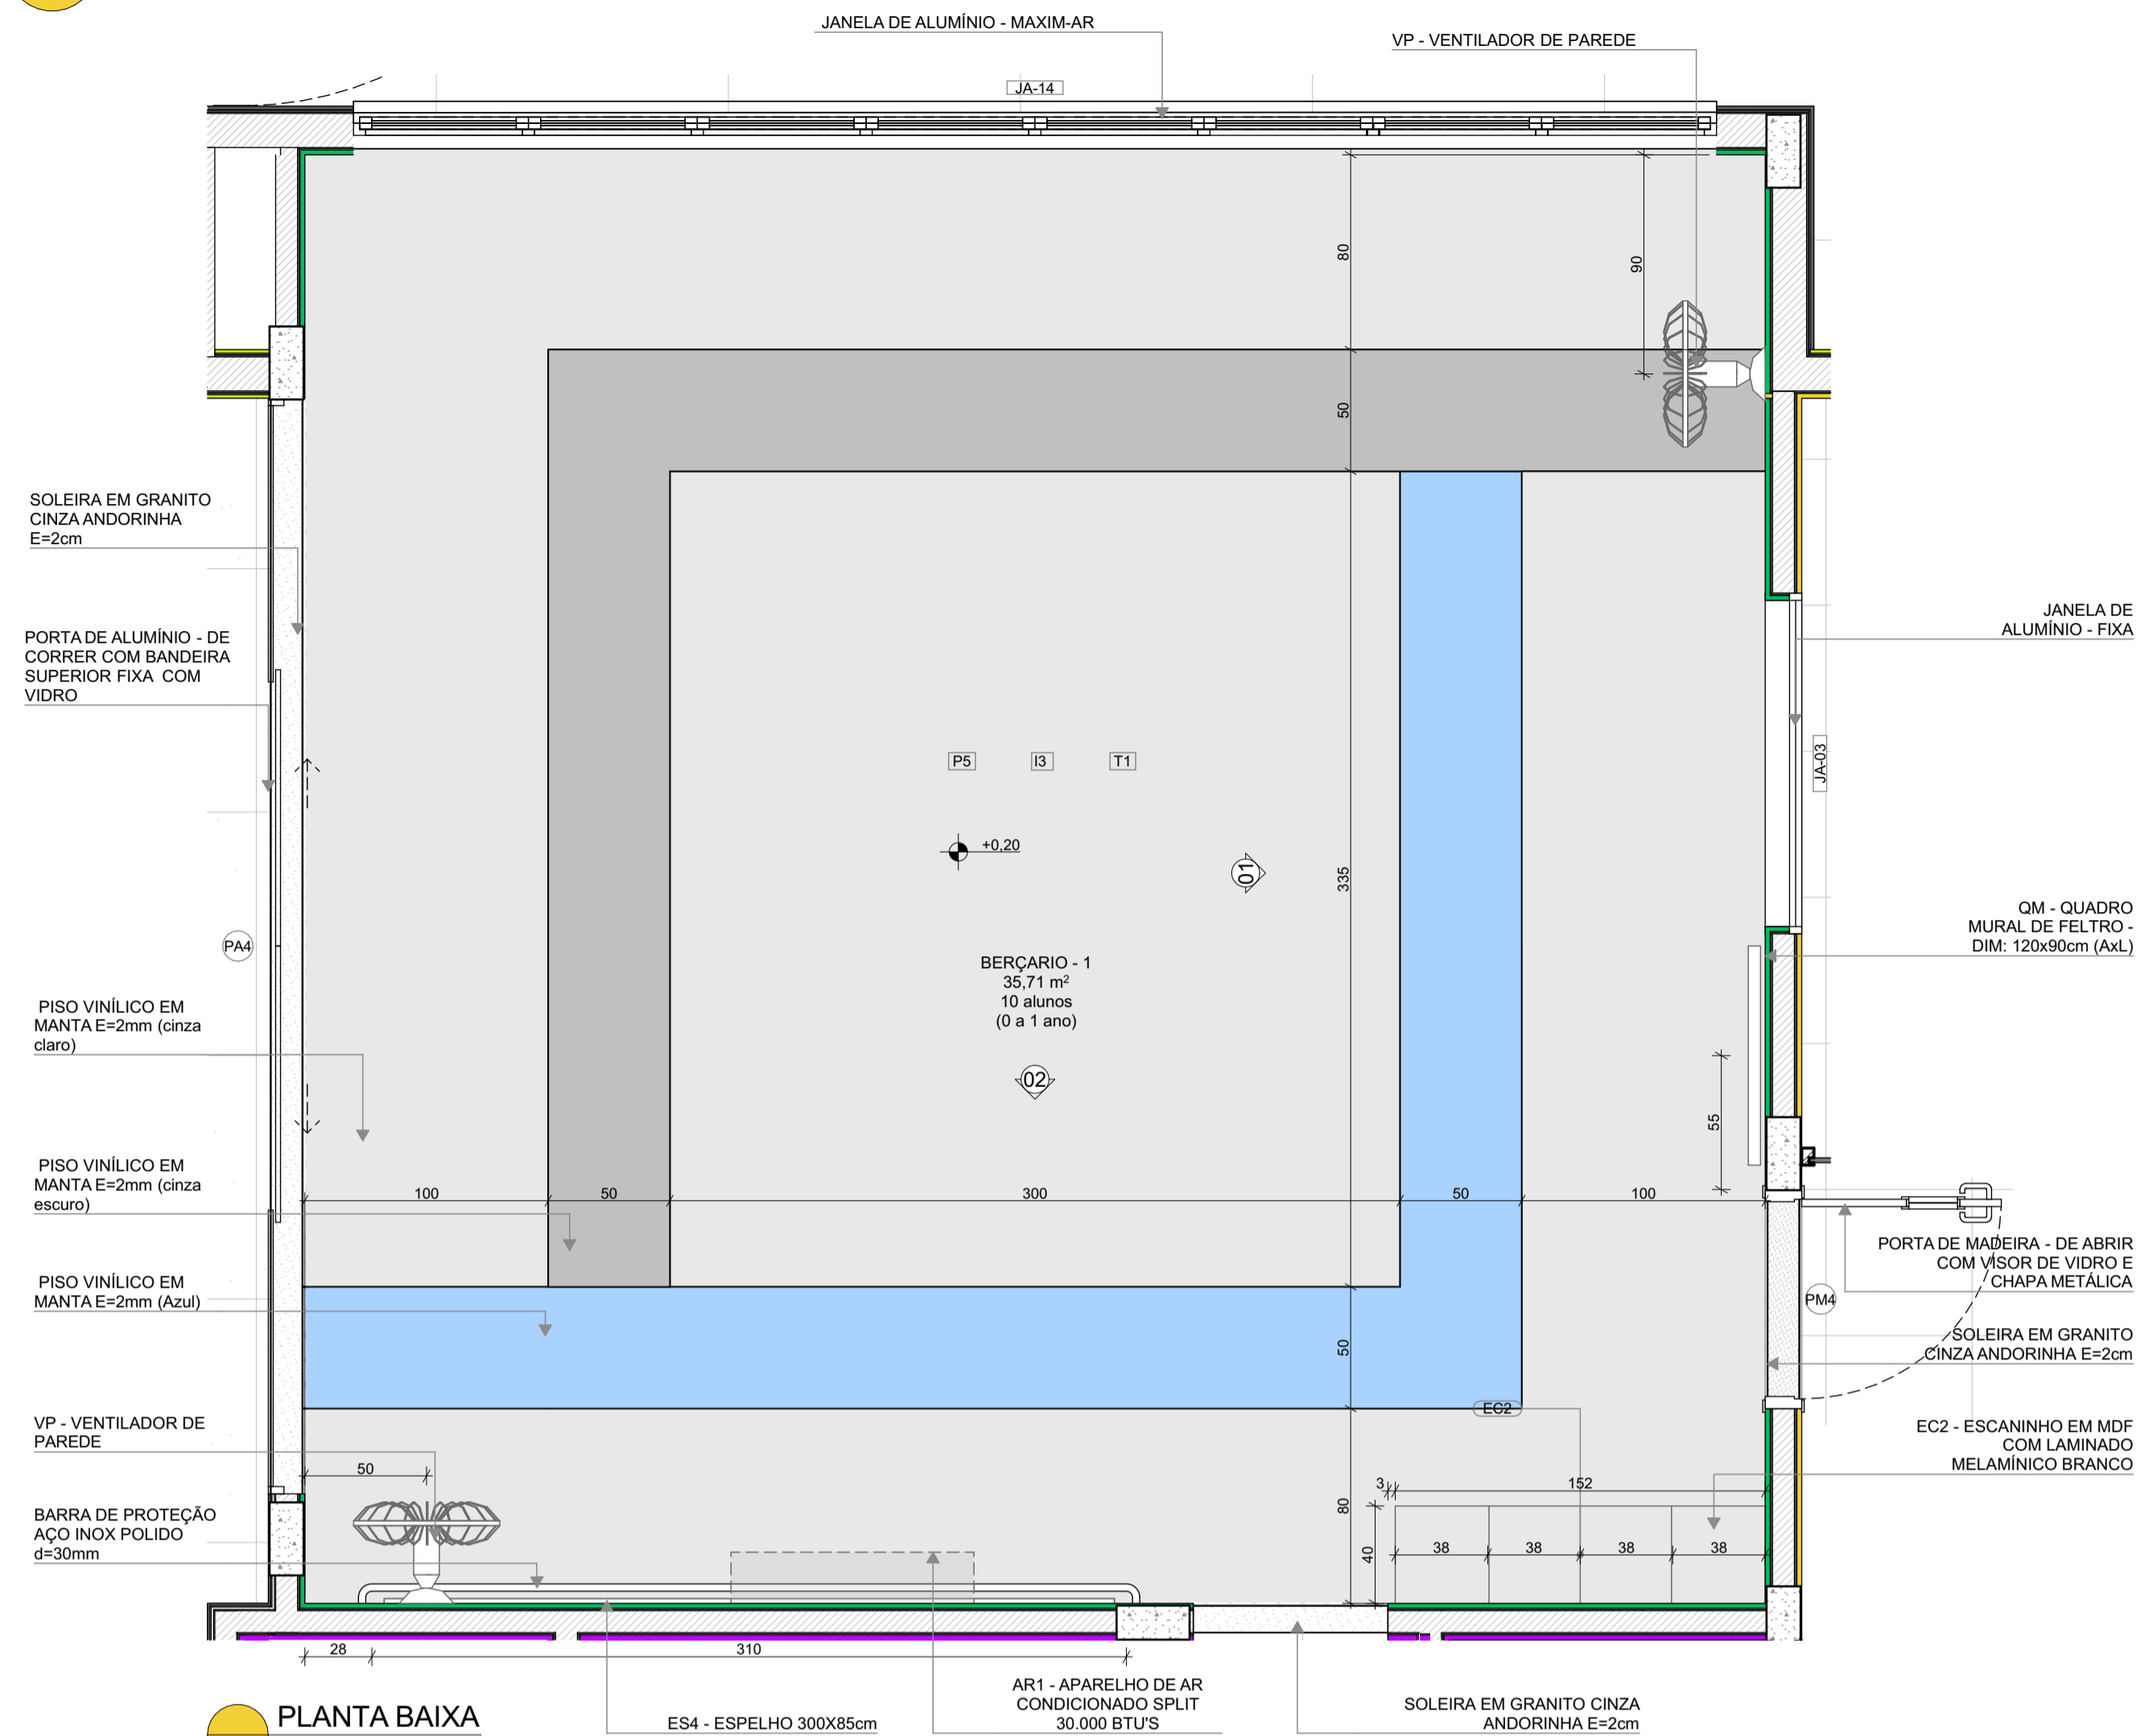 JANELA DE ALUMÍNIO - MAXIM-AR
VP - VENTILADOR DE PAREDE
JA-14
80
90
50
SOLEIRA EM GRANITO
CINZA ANDORINHA
E=2cm
JANELA DE
ALUMÍNIO - FIXA
PORTA DE ALUMÍNIO - DE
CORRER COM BANDEIRA
SUPERIOR FIXA COM
VIDRO
P5
I3
T1
JA-03
+0,20
01
335
PA4
QM - QUADRO
MURAL DE FELTRO -
DIM: 120x90cm (AxL)
BERÇARIO - 1
35,71 m²
10 alunos
(0 a 1 ano)
PISO VINÍLICO EM
MANTA E=2mm (cinza
claro)
02
55
PISO VINÍLICO EM
MANTA E=2mm (cinza
escuro)
100
50
300
50
100
PORTA DE MADEIRA - DE ABRIR
COM VISOR DE VIDRO E
CHAPA METÁLICA
PISO VINÍLICO EM
MANTA E=2mm (Azul)
PM4
50
SOLEIRA EM GRANITO
CINZA ANDORINHA E=2cm
EC2
VP - VENTILADOR DE
PAREDE
EC2 - ESCANINHO EM MDF
COM LAMINADO
MELAMÍNICO BRANCO
50
3
152
80
BARRA DE PROTEÇÃO
AÇO INOX POLIDO
d=30mm
40
38
38
38
38
28
310
PLANTA BAIXA
ES4 - ESPELHO 300X85cm
AR1 - APARELHO DE AR
CONDICIONADO SPLIT
30.000 BTU'S
SOLEIRA EM GRANITO CINZA
ANDORINHA E=2cm